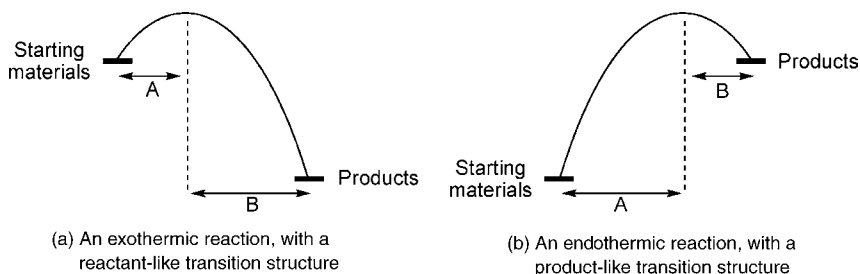 Starting
materials
A
B
Products
(a) An exothermic reaction, with a
reactant-like transition structure
Starting
materials
A
B
Products
(b) An endothermic reaction, with a
product-like transition structure